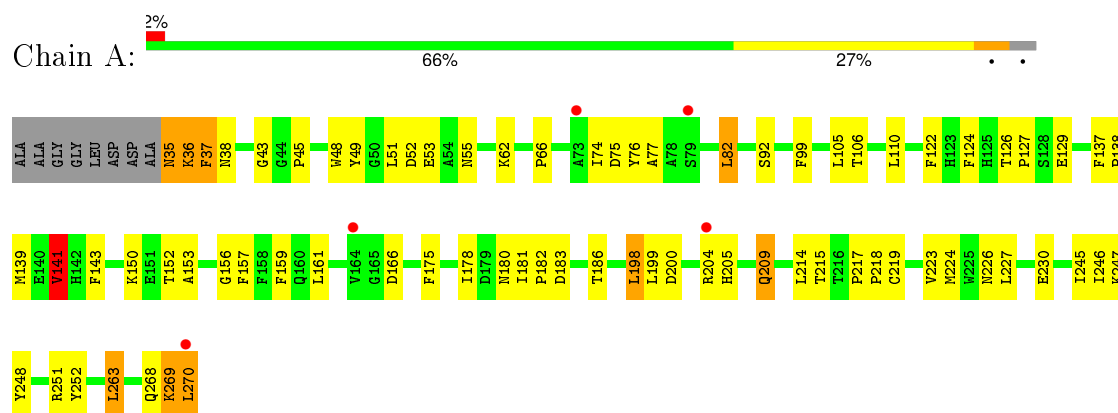 2%
Chain A:
66% 27% • •
ALA ALA GLY GLY LEU ASP ASP ALA N35 K36 F37 N38 G43 G44 P45 W48 Y49 G50 L51 D52 E53 A54 N55 K62 P66 A73 I74 D75 Y76 A77 A78 S79 L82 S92 F99 L105 T106 L110 F122 H123 F124 H125 T126 P127 S128 E129 F137 P138
M139 E140 V141 H142 F143 K150 E151 T152 A153 G156 F157 F158 F159 Q160 L161 V164 G165 D166 F175 I178 D179 N180 I181 P182 D183 T186 L198 L199 D200 R204 H205 Q209 L214 T215 T216 P217 P218 C219 V223 M224 W225 N226 L227 E230 I245 I246 K247
Y248 R251 Y252 L263 Q268 K269 L270